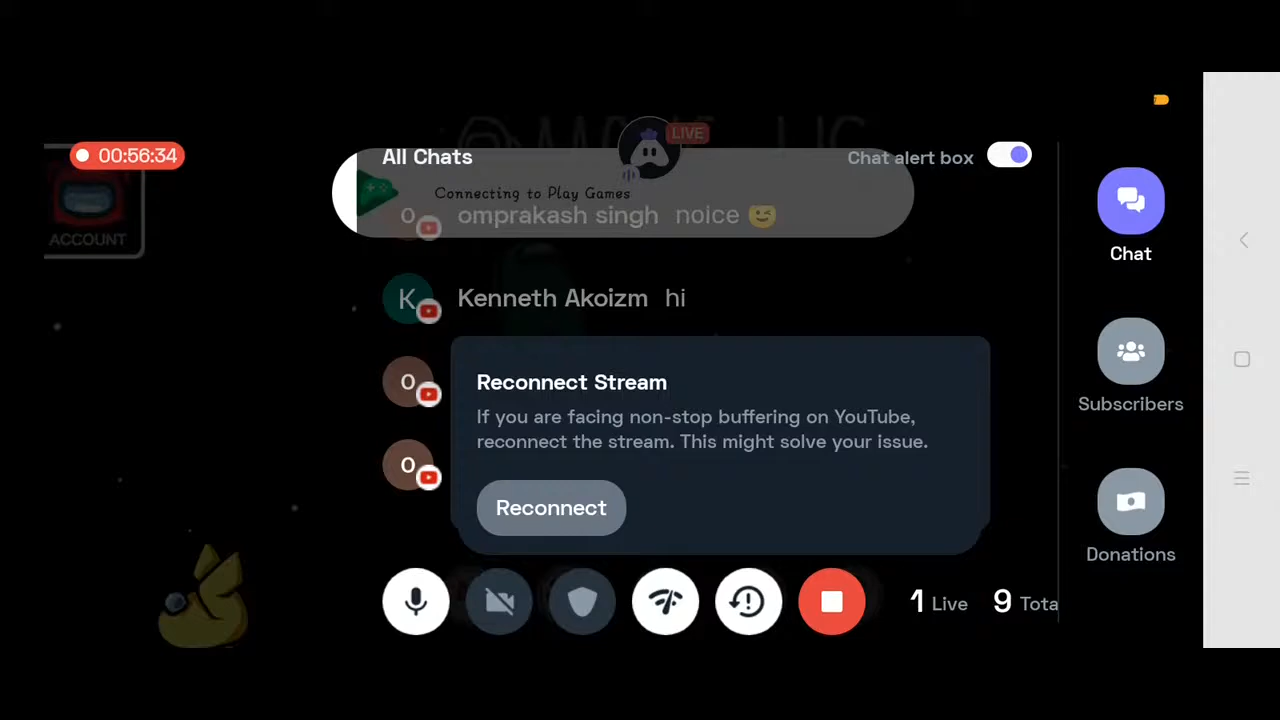 LIVE
00:56:34
All Chats
Chat alert box
Connecting to Play Games
O omprakash singh noice 😉
ACCOUNT
Chat
K Kenneth Akoizm hi
O
Reconnect Stream
If you are facing non-stop buffering on YouTube,
reconnect the stream. This might solve your issue.
Subscribers
O
Reconnect
Donations
1 Live 9 Tota